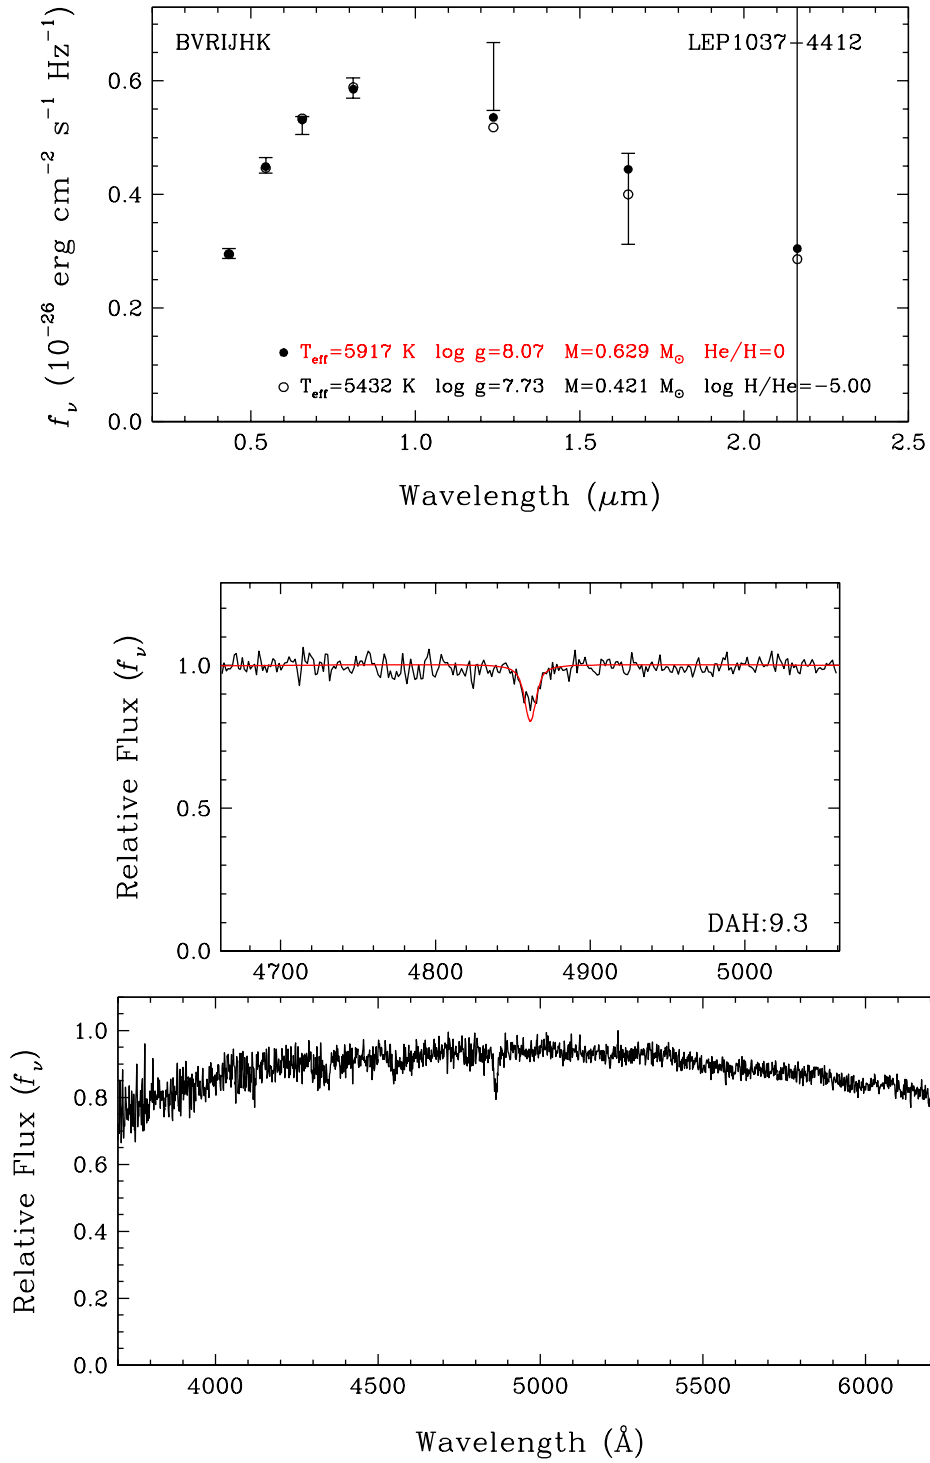 BVRIJHK LEP1037−4412
f_ν (10^−26 erg cm^−2 s^−1 Hz^−1)
0.6
0.4
0.2
0.0
T_eff=5917 K log g=8.07 M=0.629 M_⊙ He/H=0
T_eff=5432 K log g=7.73 M=0.421 M_⊙ log H/He=−5.00
0.5 1.0 1.5 2.0 2.5
Wavelength (μm)
Relative Flux (f_ν)
1.0
0.5
0.0
DAH:9.3
4700 4800 4900 5000
Relative Flux (f_ν)
1.0
0.8
0.6
0.4
0.2
0.0
4000 4500 5000 5500 6000
Wavelength (Å)